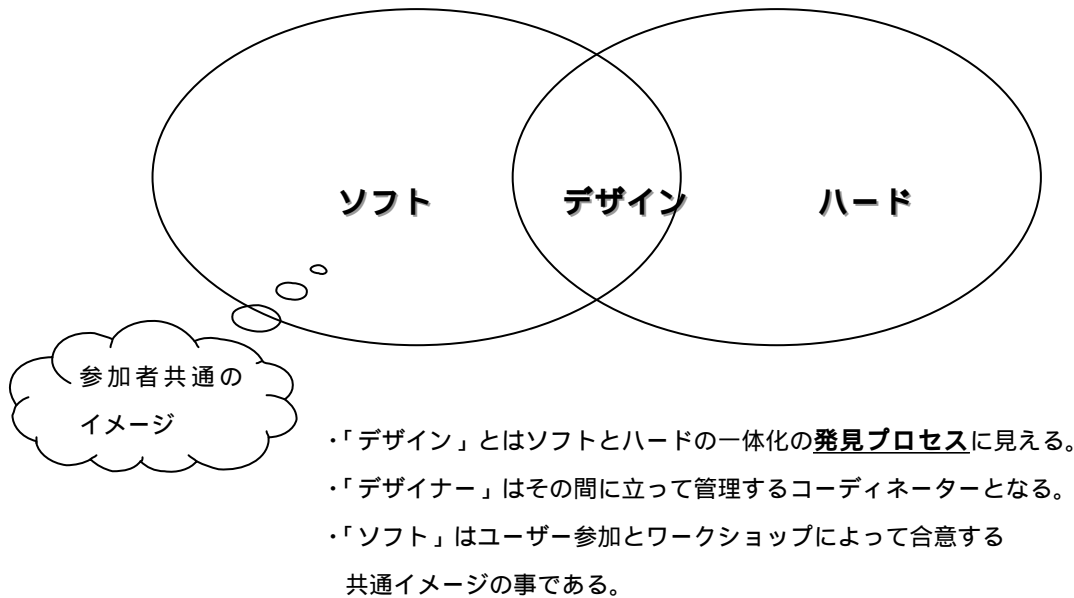 ソフト
デザイン
ハード
参加者共通の
イメージ
・「デザイン」とはソフトとハードの一体化の発見プロセスに見える。
・「デザイナー」はその間に立って管理するコーディネーターとなる。
・「ソフト」はユーザー参加とワークショップによって合意する
共通イメージの事である。